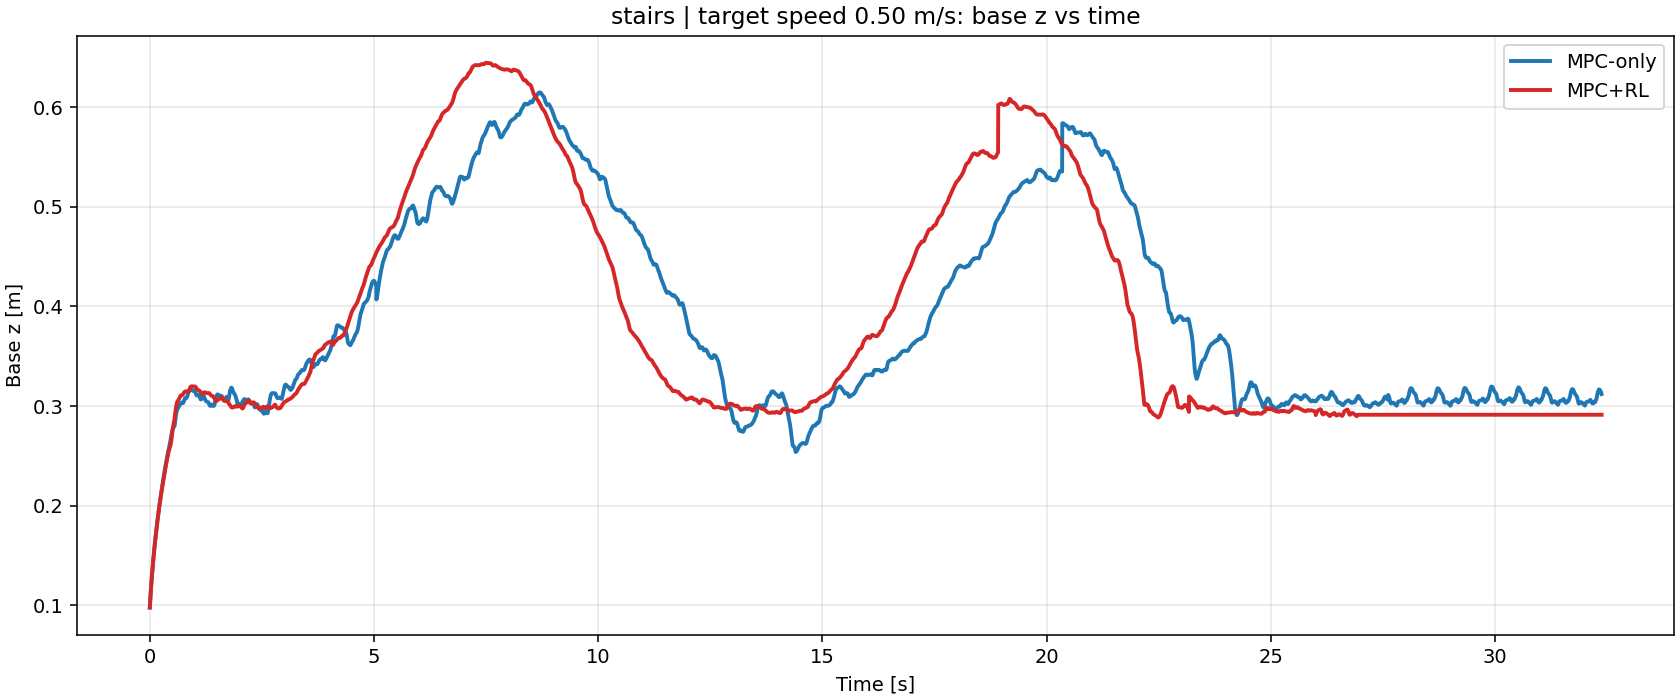 stairs | target speed 0.50 m/s: base z vs time
MPC-only
MPC+RL
Base z [m]
0.6
0.5
0.4
0.3
0.2
0.1
0 5 10 15 20 25 30
Time [s]